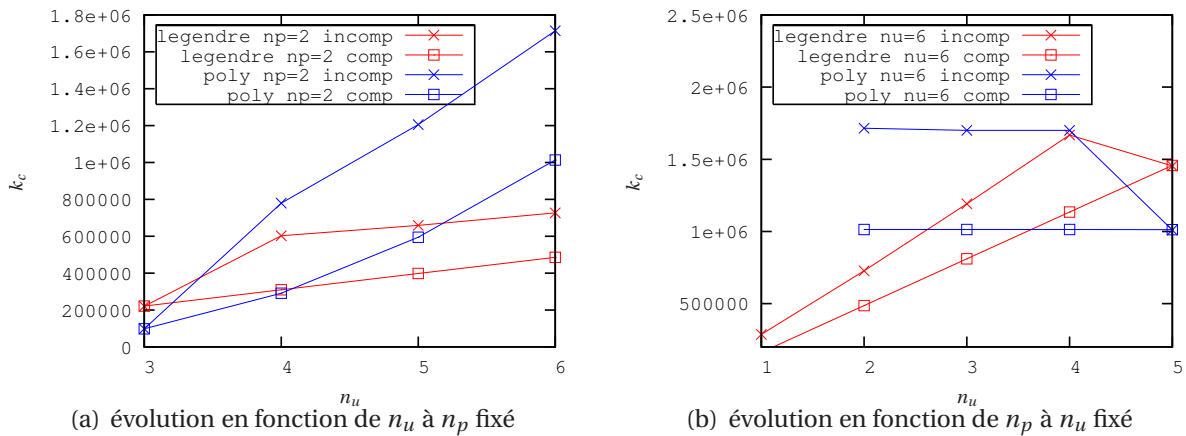 1.8e+06
1.6e+06
1.4e+06
1.2e+06
1e+06
800000
600000
400000
200000
0
k_c
legendre np=2 incomp
legendre np=2 comp
poly np=2 incomp
poly np=2 comp
3 4 5 6
n_u
(a) évolution en fonction de n_u à n_p fixé
2.5e+06
2e+06
1.5e+06
1e+06
500000
k_c
legendre nu=6 incomp
legendre nu=6 comp
poly nu=6 incomp
poly nu=6 comp
1 2 3 4 5
n_u
(b) évolution en fonction de n_p à n_u fixé